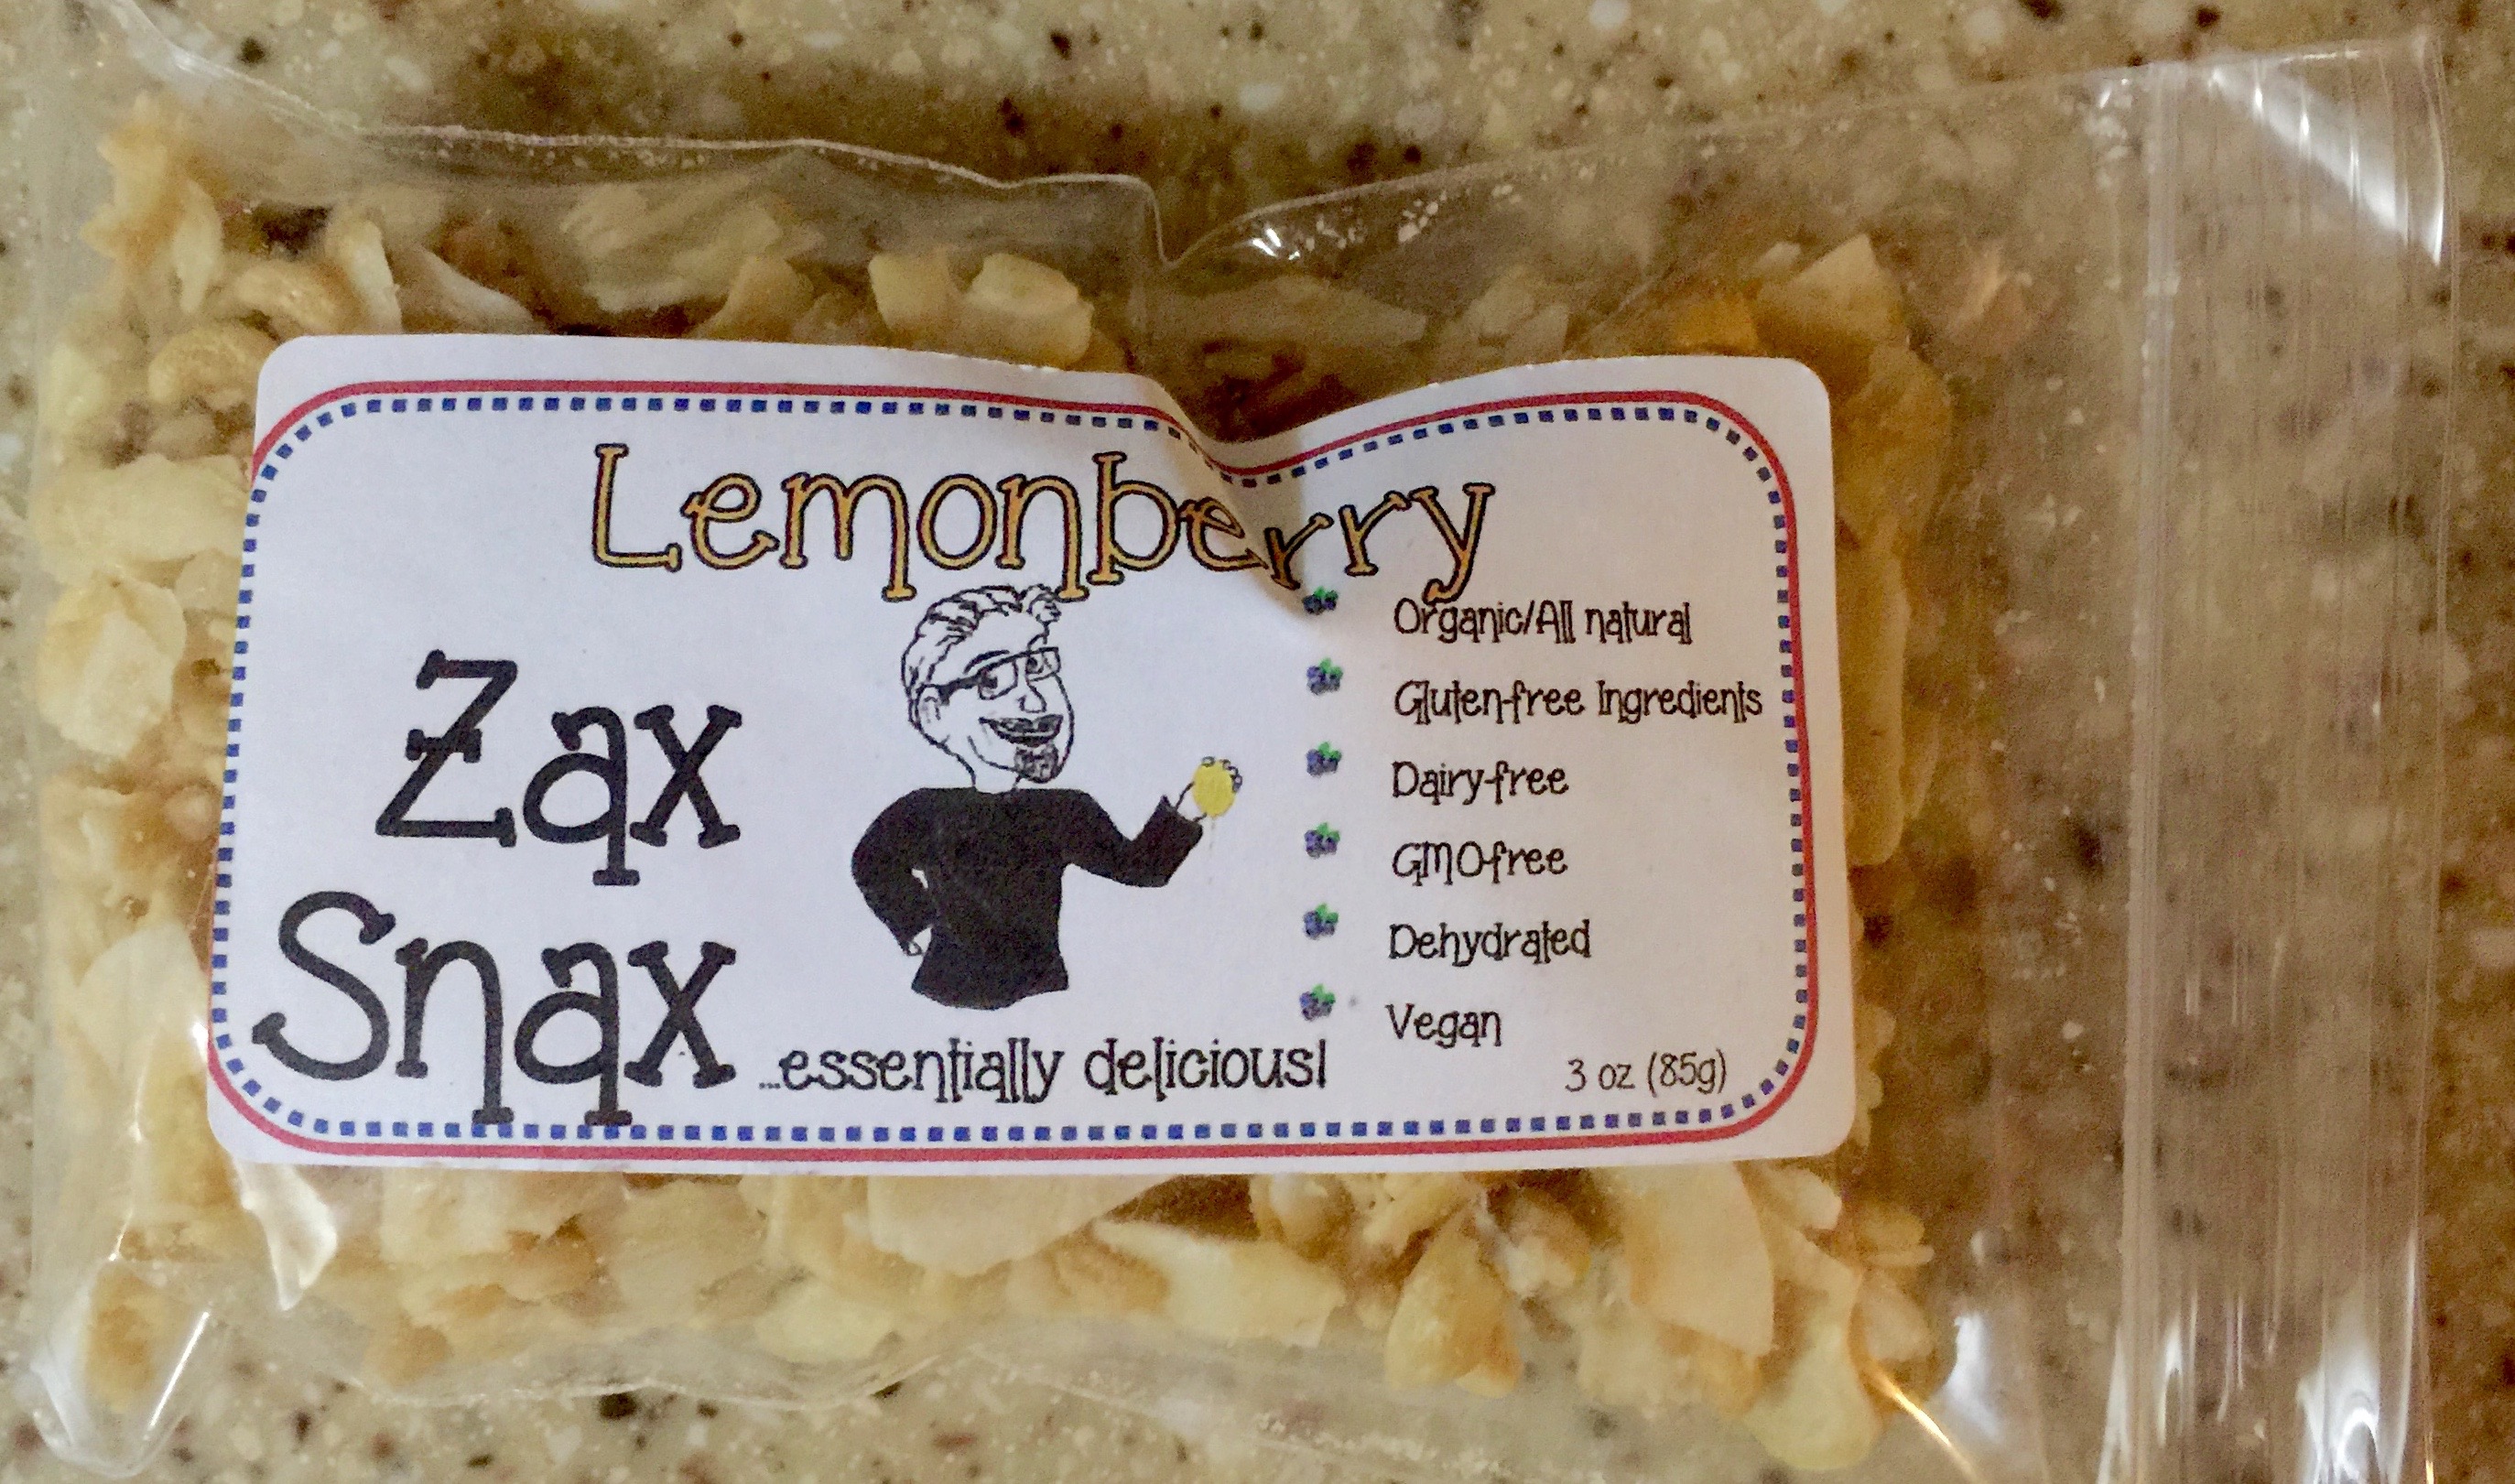 Lemonberry
Zax
Snax
...essentially delicious!
Organic/All natural
Gluten-free Ingredients
Dairy-free
GMO-free
Dehydrated
Vegan
3 oz (85g)